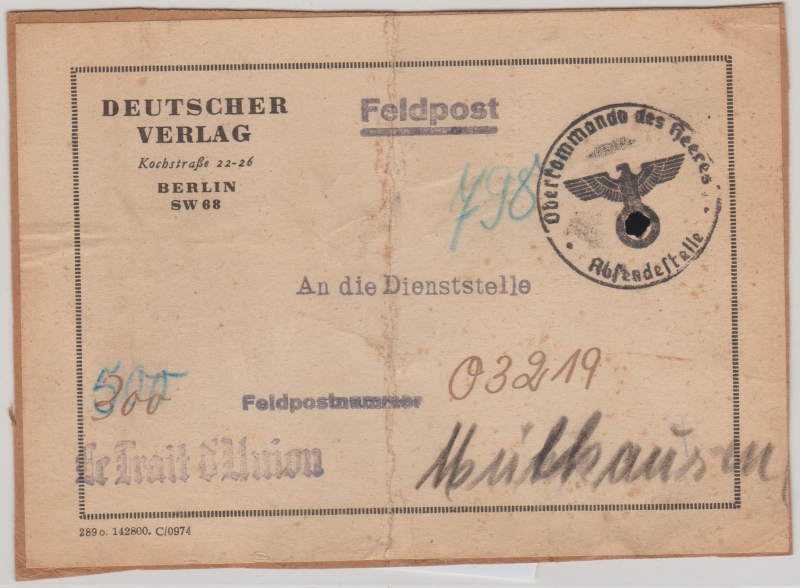 DEUTSCHER
VERLAG
Kochstraße 22-26
BERLIN
SW 68
Feldpost
798
Oberkommando des Heeres
Absendestelle
An die Dienststelle
500
300
03219
Feldpostnummer
Mülhausen
Le Trait d'Union
289 o. 142800. C/0974